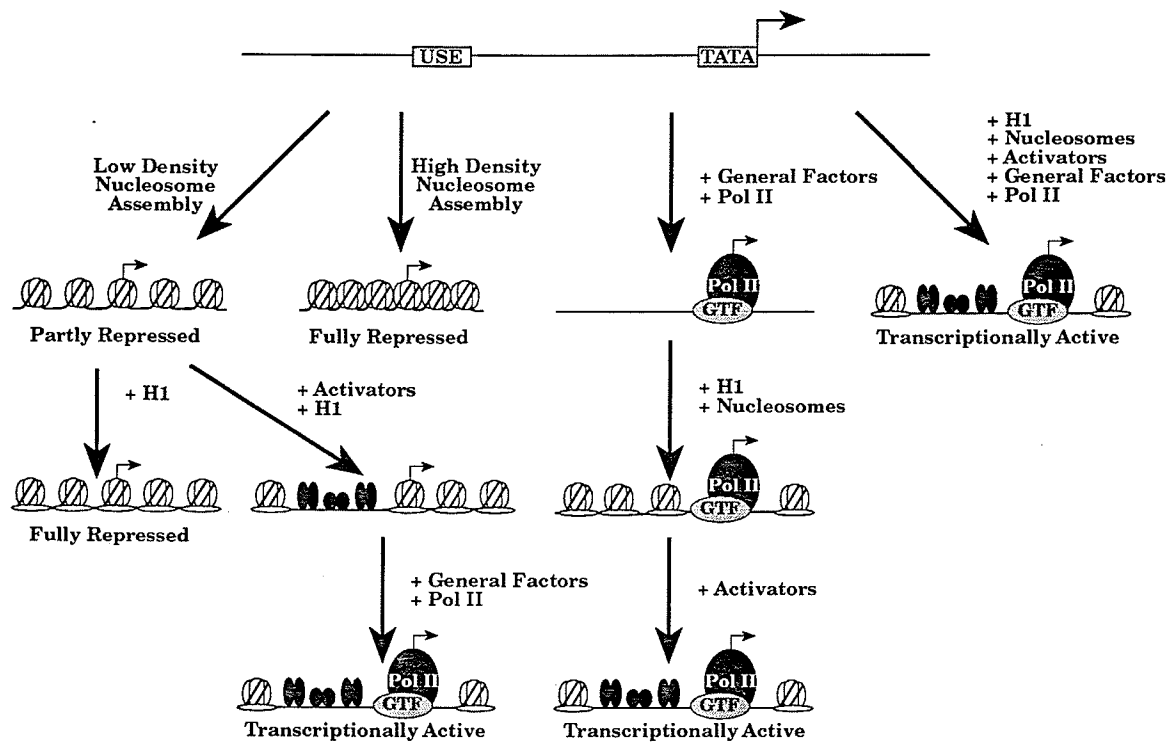 USE
TATA
Low Density
Nucleosome
Assembly
High Density
Nucleosome
Assembly
+ General Factors
+ Pol II
+ H1
+ Nucleosomes
+ Activators
+ General Factors
+ Pol II
Partly Repressed
Fully Repressed
Pol II
GTF
Pol II
GTF
Transcriptionally Active
+ H1
+ Activators
+ H1
+ H1
+ Nucleosomes
Fully Repressed
Pol II
GTF
+ General Factors
+ Pol II
+ Activators
Pol II
GTF
Transcriptionally Active
Pol II
GTF
Transcriptionally Active